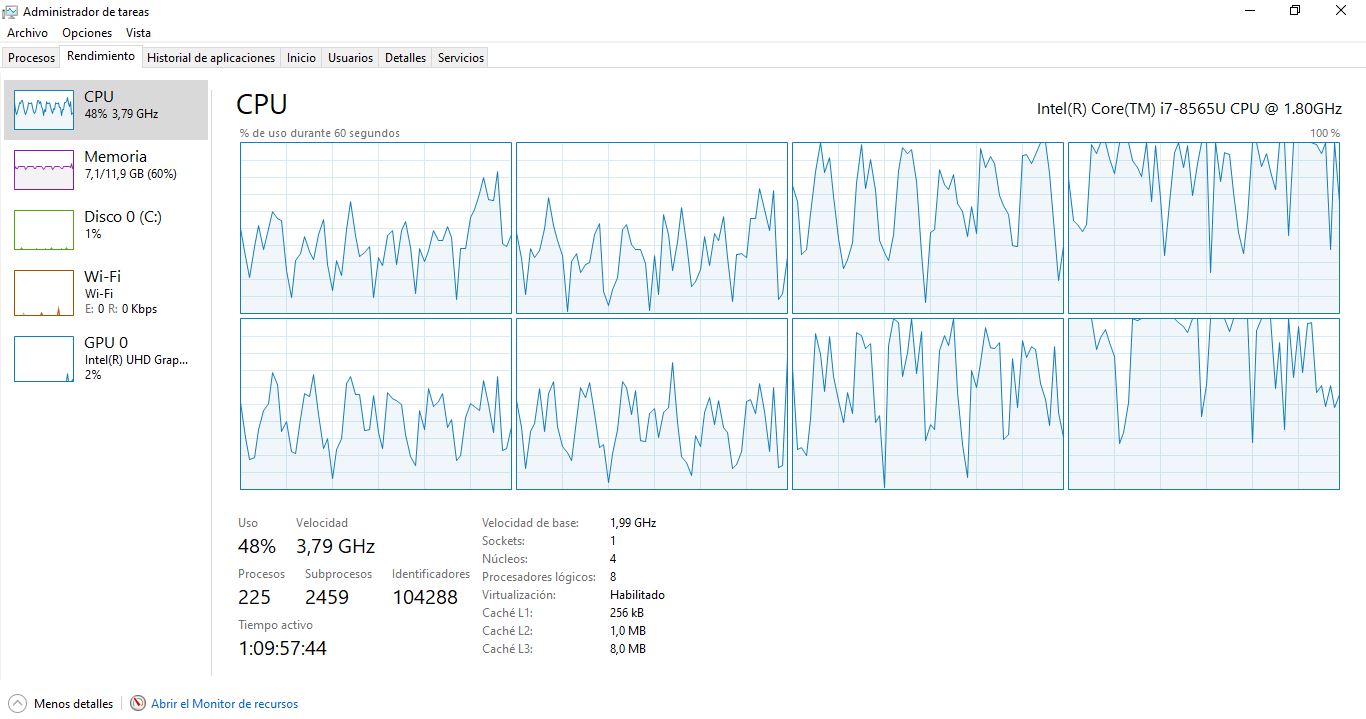 Administrador de tareas
Archivo Opciones Vista
Procesos Rendimiento Historial de aplicaciones Inicio Usuarios Detalles Servicios
CPU
48% 3,79 GHz
Memoria
7,1/11,9 GB (60%)
Disco 0 (C:)
1%
Wi-Fi
Wi-Fi
E: 0 R: 0 Kbps
GPU 0
Intel(R) UHD Grap...
2%
CPU
Intel(R) Core(TM) i7-8565U CPU @ 1.80GHz
% de uso durante 60 segundos
100 %
Uso Velocidad
48% 3,79 GHz
Procesos Subprocesos Identificadores
225 2459 104288
Tiempo activo
1:09:57:44
Velocidad de base: 1,99 GHz
Sockets: 1
Núcleos: 4
Procesadores lógicos: 8
Virtualización: Habilitado
Caché L1: 256 kB
Caché L2: 1,0 MB
Caché L3: 8,0 MB
Menos detalles
Abrir el Monitor de recursos